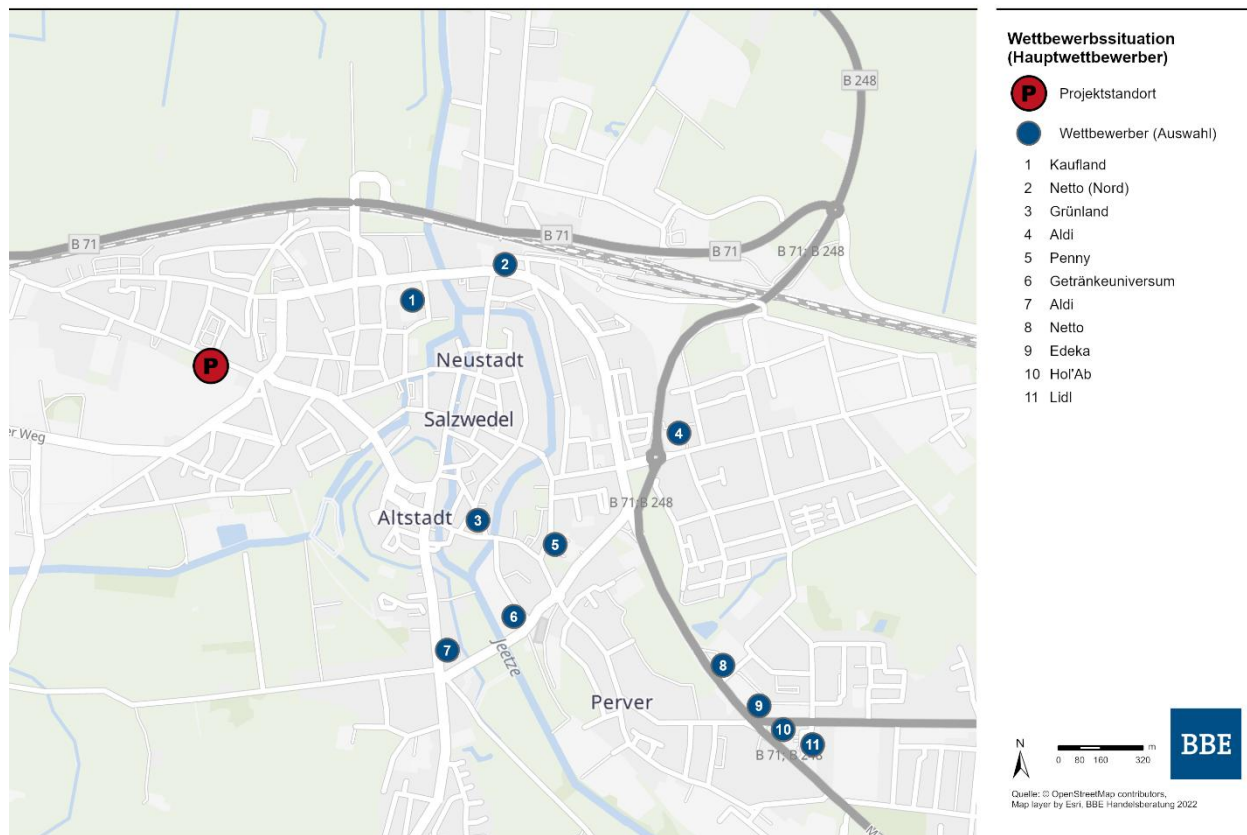 B 248
B 71
B 71
B 71
B 71; B 248
2
1
P
Neustadt
Salzwedel
er Weg
4
B 71; B 248
Altstadt
3
5
6
7
Jeetze
8
Perver
9
10
11
B 71; B 248
Wettbewerbssituation
(Hauptwettbewerber)
P Projektstandort
Wettbewerber (Auswahl)
1 Kaufland
2 Netto (Nord)
3 Grünland
4 Aldi
5 Penny
6 Getränkeuniversum
7 Aldi
8 Netto
9 Edeka
10 Hol'Ab
11 Lidl
N
m
0 80 160 320
BBE
Quelle: © OpenStreetMap contributors,
Map layer by Esri, BBE Handelsberatung 2022